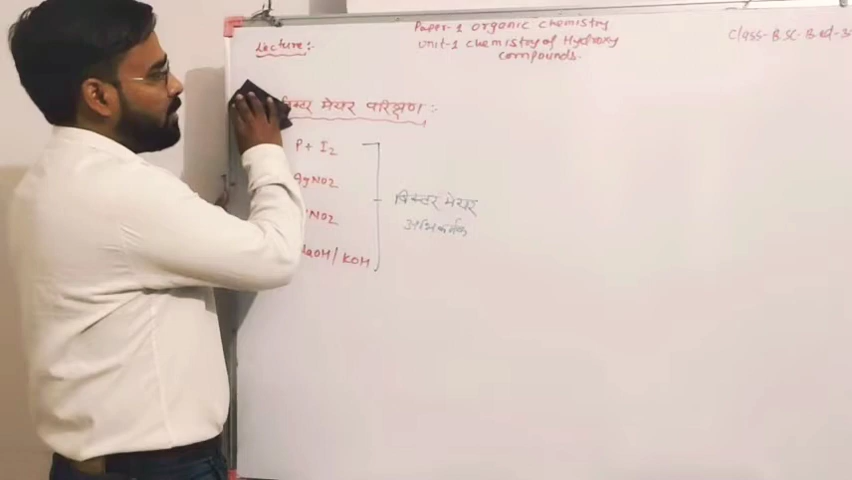 Paper-1 organic chemistry
Unit-1 chemistry of Hydroxy
compounds.
Class-B.SC-B.ed-
Lecture:-
मेयर परिक्षण :-
P + I2
AgNO2
NO2
NaOH/ KOH
विक्टर मेयर
अभिकर्मक